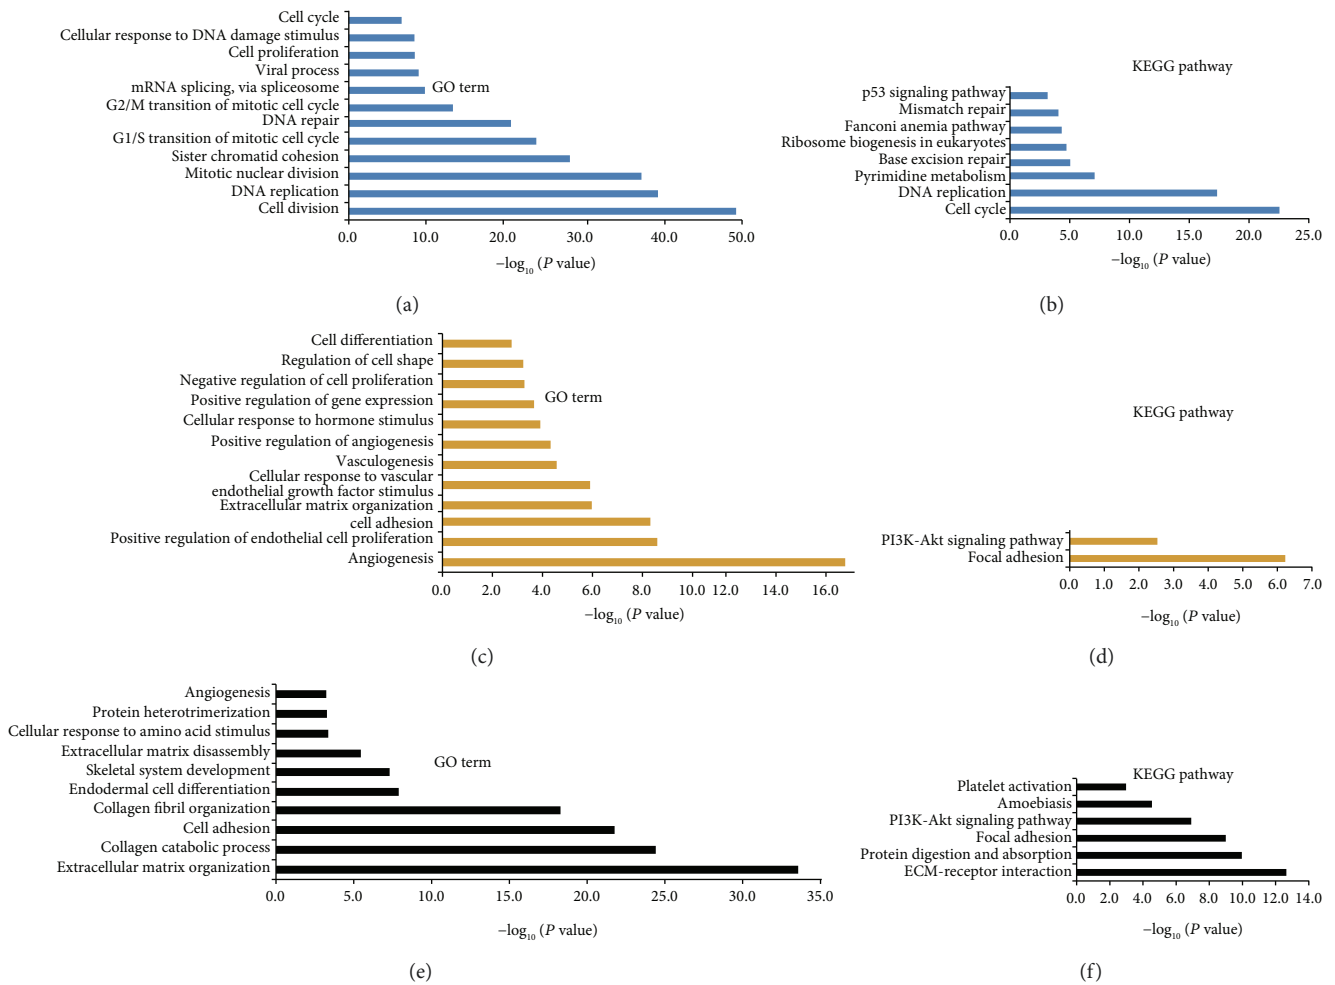 Cell cycle
Cellular response to DNA damage stimulus
Cell proliferation
Viral process
mRNA splicing, via spliceosome
GO term
G2/M transition of mitotic cell cycle
DNA repair
G1/S transition of mitotic cell cycle
Sister chromatid cohesion
Mitotic nuclear division
DNA replication
Cell division
0.0 10.0 20.0 30.0 40.0 50.0
−log10 (P value)
(a)
KEGG pathway
p53 signaling pathway
Mismatch repair
Fanconi anemia pathway
Ribosome biogenesis in eukaryotes
Base excision repair
Pyrimidine metabolism
DNA replication
Cell cycle
0.0 5.0 10.0 15.0 20.0 25.0
−log10 (P value)
(b)
Cell differentiation
Regulation of cell shape
Negative regulation of cell proliferation
Positive regulation of gene expression
GO term
Cellular response to hormone stimulus
Positive regulation of angiogenesis
Vasculogenesis
Cellular response to vascular
endothelial growth factor stimulus
Extracellular matrix organization
cell adhesion
Positive regulation of endothelial cell proliferation
Angiogenesis
0.0 2.0 4.0 6.0 8.0 10.0 12.0 14.0 16.0
−log10 (P value)
(c)
KEGG pathway
PI3K-Akt signaling pathway
Focal adhesion
0.0 1.0 2.0 3.0 4.0 5.0 6.0 7.0
−log10 (P value)
(d)
Angiogenesis
Protein heterotrimerization
Cellular response to amino acid stimulus
Extracellular matrix disassembly
GO term
Skeletal system development
Endodermal cell differentiation
Collagen fibril organization
Cell adhesion
Collagen catabolic process
Extracellular matrix organization
0.0 5.0 10.0 15.0 20.0 25.0 30.0 35.0
−log10 (P value)
(e)
KEGG pathway
Platelet activation
Amoebiasis
PI3K-Akt signaling pathway
Focal adhesion
Protein digestion and absorption
ECM-receptor interaction
0.0 2.0 4.0 6.0 8.0 10.0 12.0 14.0
−log10 (P value)
(f)